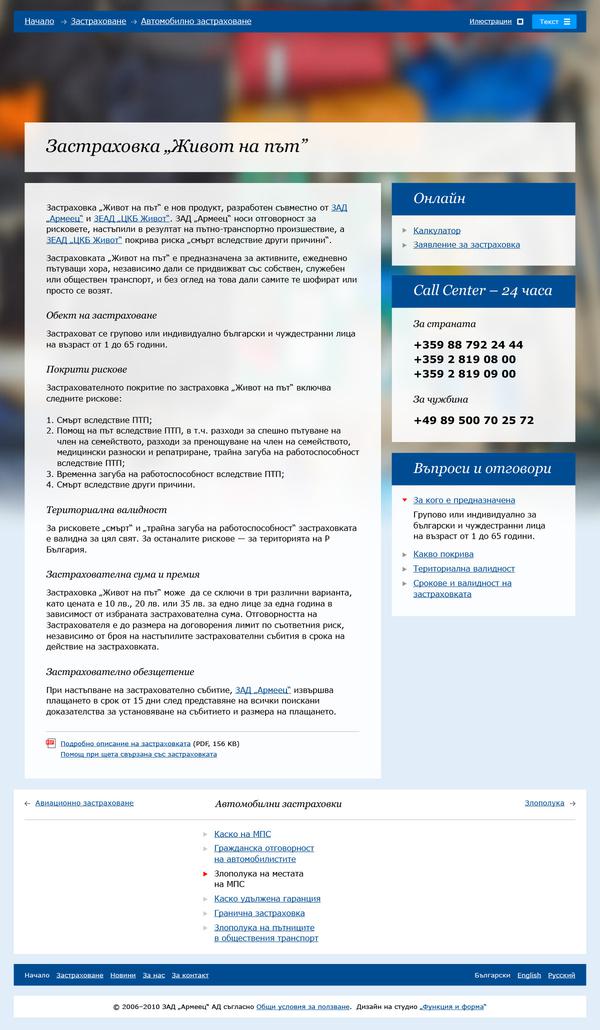 Начало → Застраховане → Автомобилно застраховане
Илюстрации
Текст
Застраховка „Живот на път”
Застраховка „Живот на път“ е нов продукт, разработен съвместно от ЗАД
„Армеец“ и ЗЕАД „ЦКБ Живот“. ЗАД „Армеец“ носи отговорност за
рисковете, настъпили в резултат на пътно-транспортно произшествие, а
ЗЕАД „ЦКБ Живот“ покрива риска „смърт вследствие други причини“.
Застраховката „Живот на път“ е предназначена за активните, ежедневно
пътуващи хора, независимо дали се придвижват със собствен, служебен
или обществен транспорт, и без оглед на това дали самите те шофират или
просто се возят.
Обект на застраховане
Застраховат се групово или индивидуално български и чуждестранни лица
на възраст от 1 до 65 години.
Покрити рискове
Застрахователното покритие по застраховка „Живот на път“ включва
следните рискове:
1. Смърт вследствие ПТП;
2. Помощ на път вследствие ПТП, в т.ч. разходи за спешно пътуване на
член на семейството, разходи за пренощуване на член на семейството,
медицински разноски и репатриране, трайна загуба на работоспособност
вследствие ПТП;
3. Временна загуба на работоспособност вследствие ПТП;
4. Смърт вследствие други причини.
Териториална валидност
За рисковете „смърт“ и „трайна загуба на работоспособност“ застраховката
е валидна за цял свят. За останалите рискове — за територията на Р
България.
Застрахователна сума и премия
Застраховка „Живот на път“ може да се сключи в три различни варианта,
като цената е 10 лв., 20 лв. или 35 лв. за едно лице за една година в
зависимост от избраната застрахователна сума. Отговорността на
Застрахователя е до размера на договорения лимит по съответния риск,
независимо от броя на настъпилите застрахователни събития в срока на
действие на застраховката.
Застрахователно обезщетение
При настъпване на застрахователно събитие, ЗАД „Армеец“ извършва
плащането в срок от 15 дни след представяне на всички поискани
доказателства за установяване на събитието и размера на плащането.
Подробно описание на застраховката (PDF, 156 KB)
Помощ при щета свързана със застраховката
Онлайн
Калкулатор
Заявление за застраховка
Call Center – 24 часа
За страната
+359 88 792 24 44
+359 2 819 08 00
+359 2 819 09 00
За чужбина
+49 89 500 70 25 72
Въпроси и отговори
За кого е предназначена
Групово или индивидуално за
български и чуждестранни лица
на възраст от 1 до 65 години.
Какво покрива
Териториална валидност
Срокове и валидност на
застраховката
← Авиационно застраховане
Автомобилни застраховки
Злополука →
Каско на МПС
Гражданска отговорност
на автомобилистите
Злополука на местата
на МПС
Каско удължена гаранция
Гранична застраховка
Злополука на пътниците
в обществения транспорт
Начало Застраховане Новини За нас За контакт
Български English Русский
© 2006–2010 ЗАД „Армеец“ АД съгласно Общи условия за ползване. Дизайн на студио „Функция и форма“